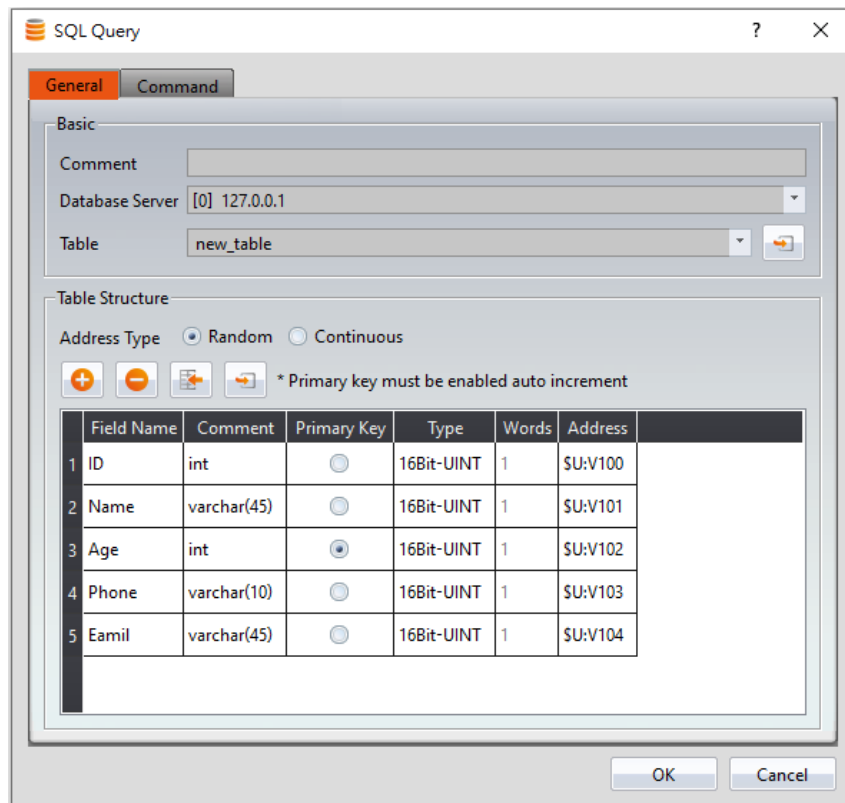 SQL Query ?
General Command
Basic
Comment
Database Server [0] 127.0.0.1
Table new_table
Table Structure
Address Type Random Continuous
* Primary key must be enabled auto increment
Field Name Comment Primary Key Type Words Address
1 ID int 16Bit-UINT 1 $U:V100
2 Name varchar(45) 16Bit-UINT 1 $U:V101
3 Age int 16Bit-UINT 1 $U:V102
4 Phone varchar(10) 16Bit-UINT 1 $U:V103
5 Eamil varchar(45) 16Bit-UINT 1 $U:V104
OK Cancel